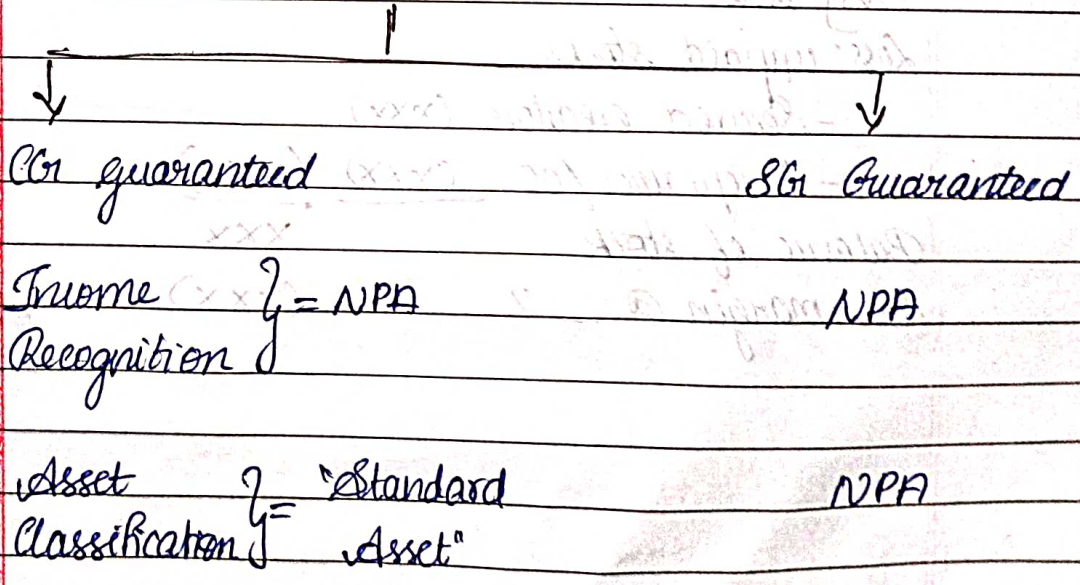 CG guaranteed SG Guaranteed
Income } = NPA NPA
Recognition
Asset } = "Standard NPA
Classification Asset"